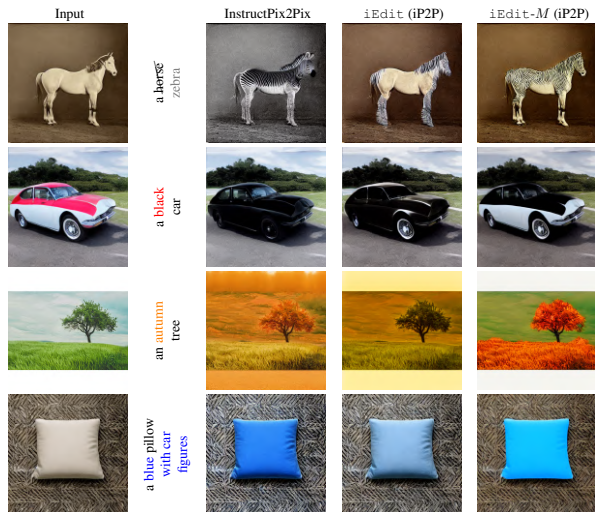 Input
InstructPix2Pix
iEdit (iP2P)
iEdit-M (iP2P)
a horse
zebra
a black
car
an autumn
tree
a blue pillow
with car
figures